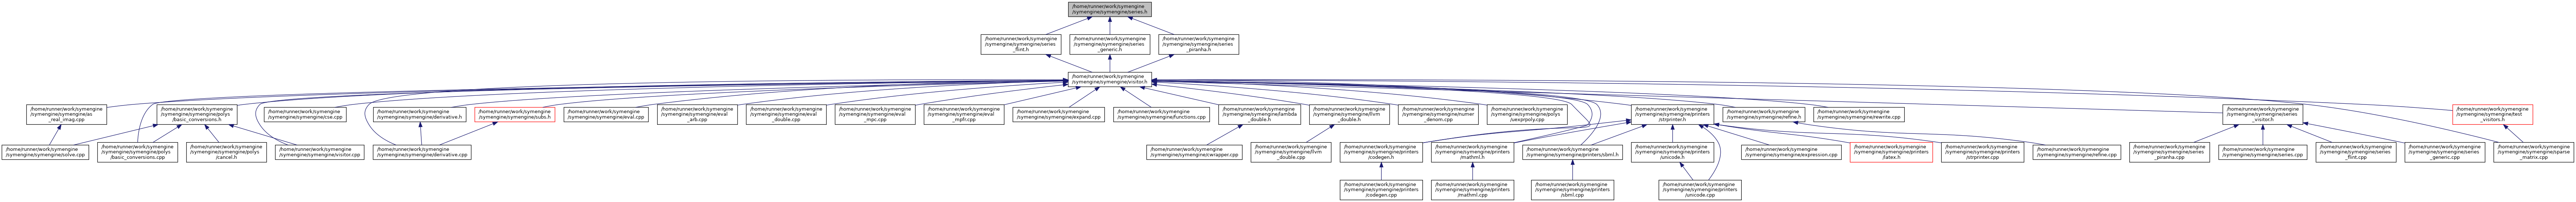 /home/runner/work/symengine
/symengine/symengine/series.h
/home/runner/work/symengine
/symengine/symengine/series
_flint.h
/home/runner/work/symengine
/symengine/symengine/series
_generic.h
/home/runner/work/symengine
/symengine/symengine/series
_piranha.h
/home/runner/work/symengine
/symengine/symengine/visitor.h
/home/runner/work/symengine
/symengine/symengine/as
_real_imag.cpp
/home/runner/work/symengine
/symengine/symengine/polys
/basic_conversions.h
/home/runner/work/symengine
/symengine/symengine/cse.cpp
/home/runner/work/symengine
/symengine/symengine/derivative.h
/home/runner/work/symengine
/symengine/symengine/subs.h
/home/runner/work/symengine
/symengine/symengine/eval.cpp
/home/runner/work/symengine
/symengine/symengine/eval
_arb.cpp
/home/runner/work/symengine
/symengine/symengine/eval
_double.cpp
/home/runner/work/symengine
/symengine/symengine/eval
_mpc.cpp
/home/runner/work/symengine
/symengine/symengine/eval
_mpfr.cpp
/home/runner/work/symengine
/symengine/symengine/expand.cpp
/home/runner/work/symengine
/symengine/symengine/functions.cpp
/home/runner/work/symengine
/symengine/symengine/lambda
_double.h
/home/runner/work/symengine
/symengine/symengine/llvm
_double.h
/home/runner/work/symengine
/symengine/symengine/numer
_denom.cpp
/home/runner/work/symengine
/symengine/symengine/polys
/uexprpoly.cpp
/home/runner/work/symengine
/symengine/symengine/printers
/strprinter.h
/home/runner/work/symengine
/symengine/symengine/refine.h
/home/runner/work/symengine
/symengine/symengine/rewrite.cpp
/home/runner/work/symengine
/symengine/symengine/series
_visitor.h
/home/runner/work/symengine
/symengine/symengine/test
_visitors.h
/home/runner/work/symengine
/symengine/symengine/solve.cpp
/home/runner/work/symengine
/symengine/symengine/polys
/basic_conversions.cpp
/home/runner/work/symengine
/symengine/symengine/polys
/cancel.h
/home/runner/work/symengine
/symengine/symengine/visitor.cpp
/home/runner/work/symengine
/symengine/symengine/derivative.cpp
/home/runner/work/symengine
/symengine/symengine/cwrapper.cpp
/home/runner/work/symengine
/symengine/symengine/llvm
_double.cpp
/home/runner/work/symengine
/symengine/symengine/printers
/codegen.h
/home/runner/work/symengine
/symengine/symengine/printers
/mathml.h
/home/runner/work/symengine
/symengine/symengine/printers/sbml.h
/home/runner/work/symengine
/symengine/symengine/printers
/unicode.h
/home/runner/work/symengine
/symengine/symengine/expression.cpp
/home/runner/work/symengine
/symengine/symengine/printers
/latex.h
/home/runner/work/symengine
/symengine/symengine/printers
/strprinter.cpp
/home/runner/work/symengine
/symengine/symengine/refine.cpp
/home/runner/work/symengine
/symengine/symengine/series
_piranha.cpp
/home/runner/work/symengine
/symengine/symengine/series.cpp
/home/runner/work/symengine
/symengine/symengine/series
_flint.cpp
/home/runner/work/symengine
/symengine/symengine/series
_generic.cpp
/home/runner/work/symengine
/symengine/symengine/sparse
_matrix.cpp
/home/runner/work/symengine
/symengine/symengine/printers
/codegen.cpp
/home/runner/work/symengine
/symengine/symengine/printers
/mathml.cpp
/home/runner/work/symengine
/symengine/symengine/printers
/sbml.cpp
/home/runner/work/symengine
/symengine/symengine/printers
/unicode.cpp